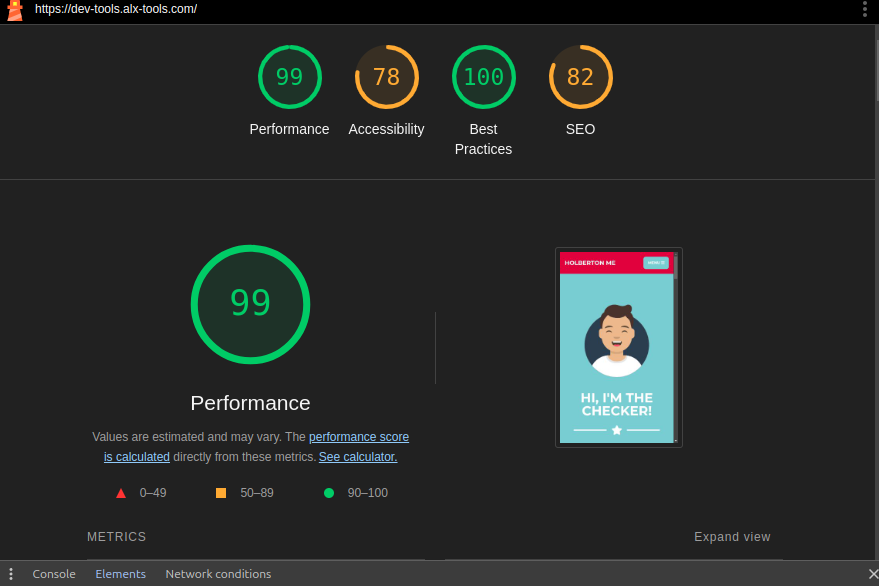 https://dev-tools.alx-tools.com/
99
78
100
82
Performance
Accessibility
Best
Practices
SEO
99
Performance
Values are estimated and may vary. The performance score
is calculated directly from these metrics. See calculator.
0–49
50–89
90–100
HOLBERTON ME
HI, I'M THE
CHECKER!
METRICS
Expand view
Console
Elements
Network conditions